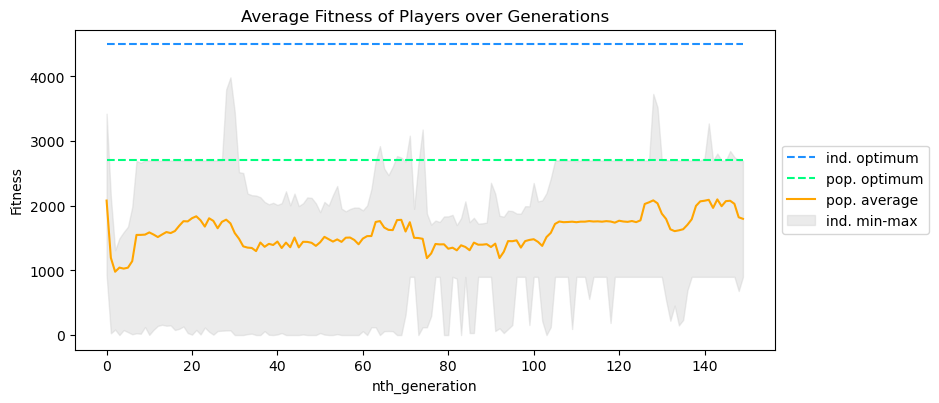 Average Fitness of Players over Generations
Fitness
4000
3000
2000
1000
0
0 20 40 60 80 100 120 140
nth_generation
ind. optimum
pop. optimum
pop. average
ind. min-max